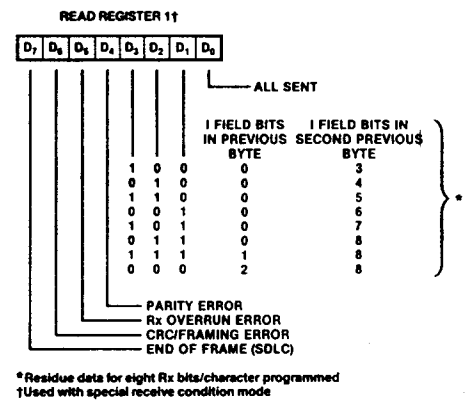 READ REGISTER 1†
D7 D6 D5 D4 D3 D2 D1 D0
ALL SENT
I FIELD BITS IN PREVIOUS BYTE
I FIELD BITS IN SECOND PREVIOUS BYTE
1 0 0 0 3
0 1 0 0 4
1 1 0 0 5
0 0 1 0 6
1 0 1 0 7
0 1 1 0 8
1 1 1 1 8
0 0 0 2 8
*
PARITY ERROR
Rx OVERRUN ERROR
CRC/FRAMING ERROR
END OF FRAME (SDLC)
*Residue data for eight Rx bits/character programmed
†Used with special receive condition mode